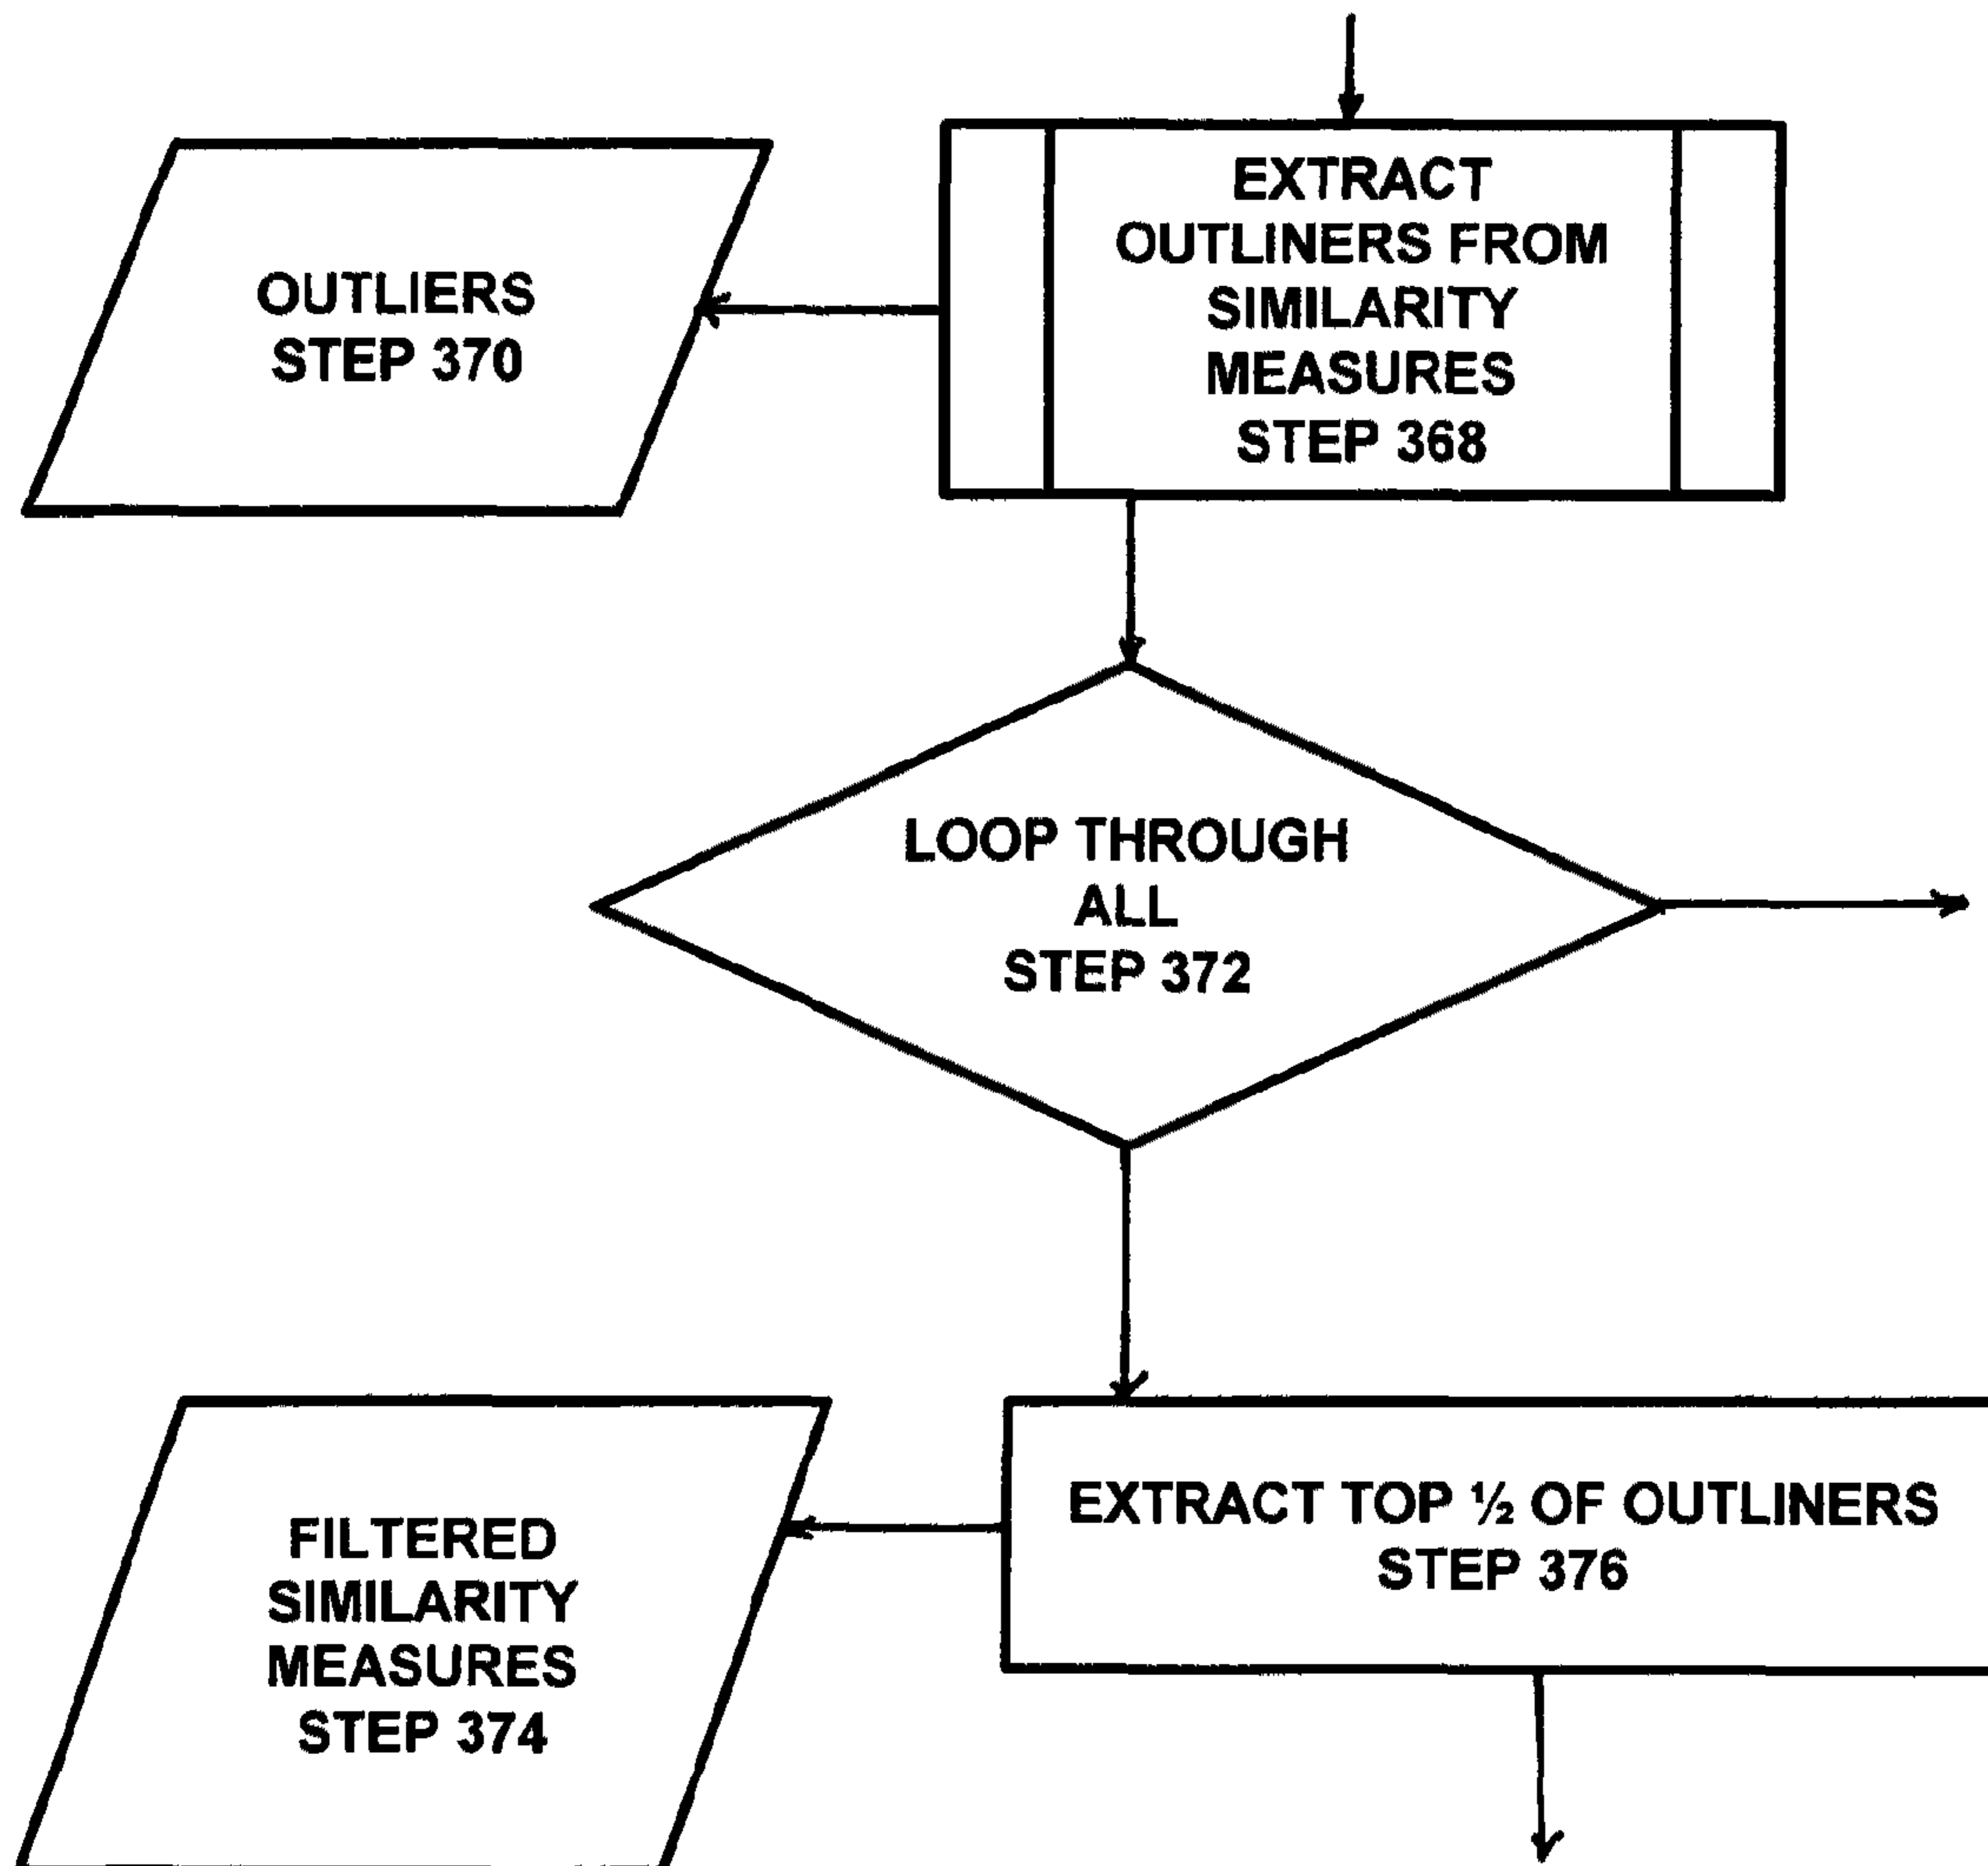 EXTRACT
OUTLINERS FROM
SIMILARITY
MEASURES
STEP 368
OUTLIERS
STEP 370
LOOP THROUGH
ALL
STEP 372
EXTRACT TOP ½ OF OUTLINERS
STEP 376
FILTERED
SIMILARITY
MEASURES
STEP 374